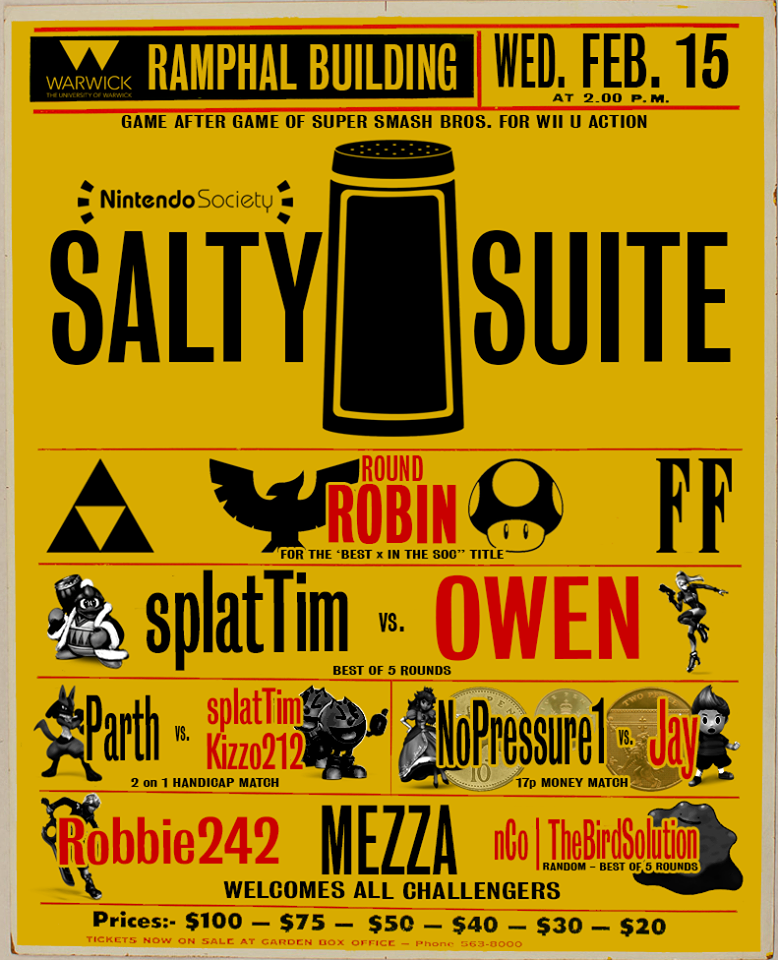 WARWICK
THE UNIVERSITY OF WARWICK
RAMPHAL BUILDING
WED. FEB. 15
AT 2.00 P.M.
GAME AFTER GAME OF SUPER SMASH BROS. FOR WII U ACTION
NintendoSociety
SALTY SUITE
ROUND
ROBIN
FF
FOR THE 'BEST x IN THE SOC" TITLE
splatTim vs. OWEN
BEST OF 5 ROUNDS
Parth vs. splatTim
Kizzo212
2 on 1 HANDICAP MATCH
NoPressure1 vs. Jay
10
17p MONEY MATCH
Robbie242 MEZZA nCo | TheBirdSolution
RANDOM - BEST OF 5 ROUNDS
WELCOMES ALL CHALLENGERS
Prices:- $100 — $75 — $50 — $40 — $30 — $20
TICKETS NOW ON SALE AT GARDEN BOX OFFICE — Phone 563-8000